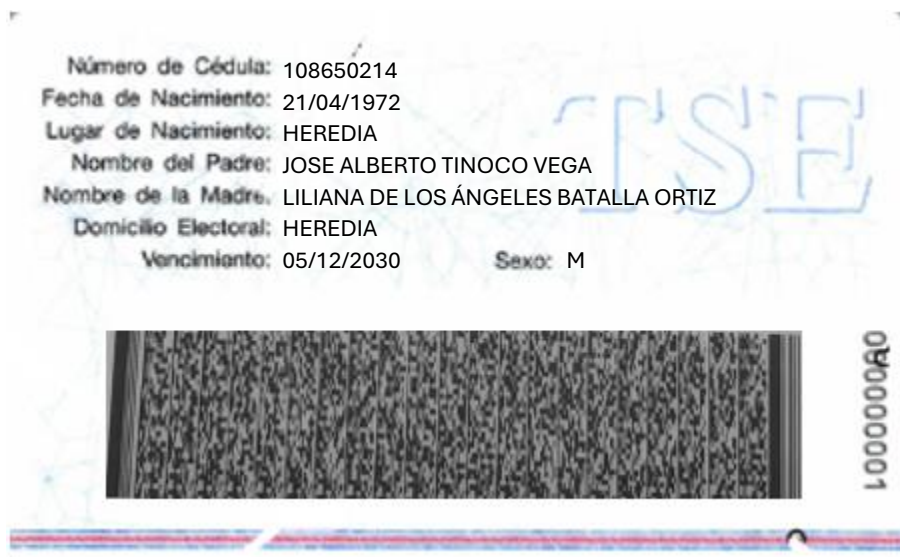 Número de Cédula: 108650214
Fecha de Nacimiento: 21/04/1972
Lugar de Nacimiento: HEREDIA
Nombre del Padre: JOSE ALBERTO TINOCO VEGA
Nombre de la Madre: LILIANA DE LOS ÁNGELES BATALLA ORTIZ
Domicilio Electoral: HEREDIA
Vencimiento: 05/12/2030 Sexo: M
TSE